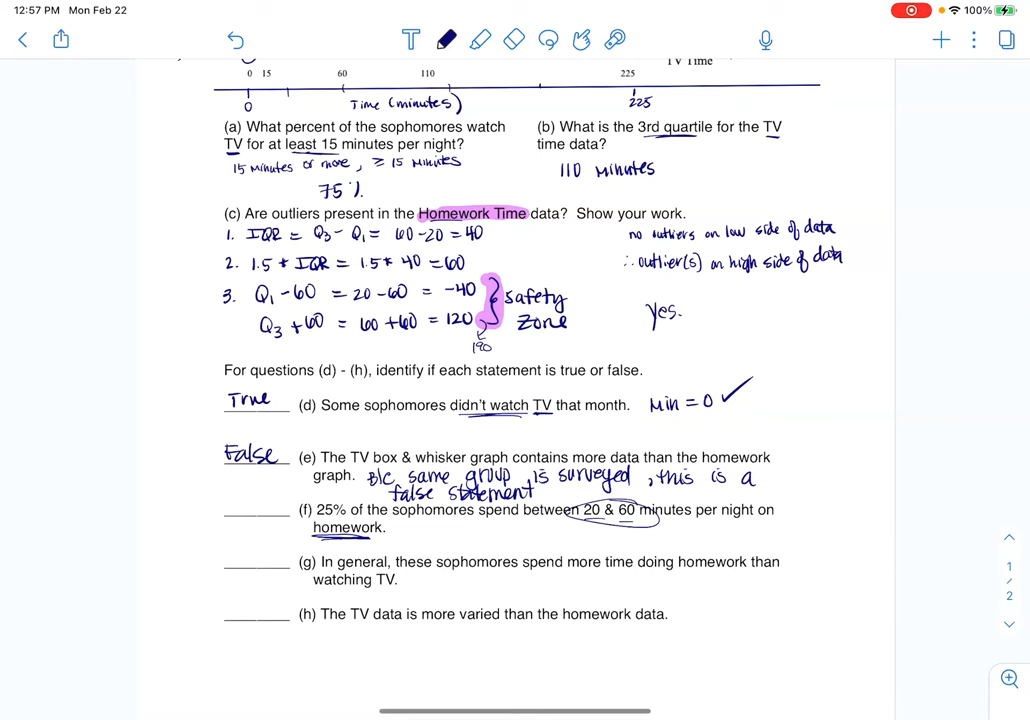 12:57 PM Mon Feb 22
100%
T
TV Time
0 15 60 110 225
0 Time (minutes) 225
(a) What percent of the sophomores watch
TV for at least 15 minutes per night?
15 minutes or more, ≥ 15 minutes
75%
(b) What is the 3rd quartile for the TV
time data?
110 minutes
(c) Are outliers present in the Homework Time data? Show your work.
1. IQR = Q3 - Q1 = 60 - 20 = 40
2. 1.5 * IQR = 1.5 * 40 = 60
3. Q1 - 60 = 20 - 60 = -40
Q3 + 60 = 60 + 60 = 120
190
Safety
Zone
no outliers on low side of data
∴ outlier(s) on high side of data
Yes.
For questions (d) - (h), identify if each statement is true or false.
True (d) Some sophomores didn't watch TV that month. Min = 0 ✓
False (e) The TV box & whisker graph contains more data than the homework
graph. B/c same group is surveyed, this is a
false statement
(f) 25% of the sophomores spend between 20 & 60 minutes per night on
homework.
(g) In general, these sophomores spend more time doing homework than
watching TV.
(h) The TV data is more varied than the homework data.
1
/
2